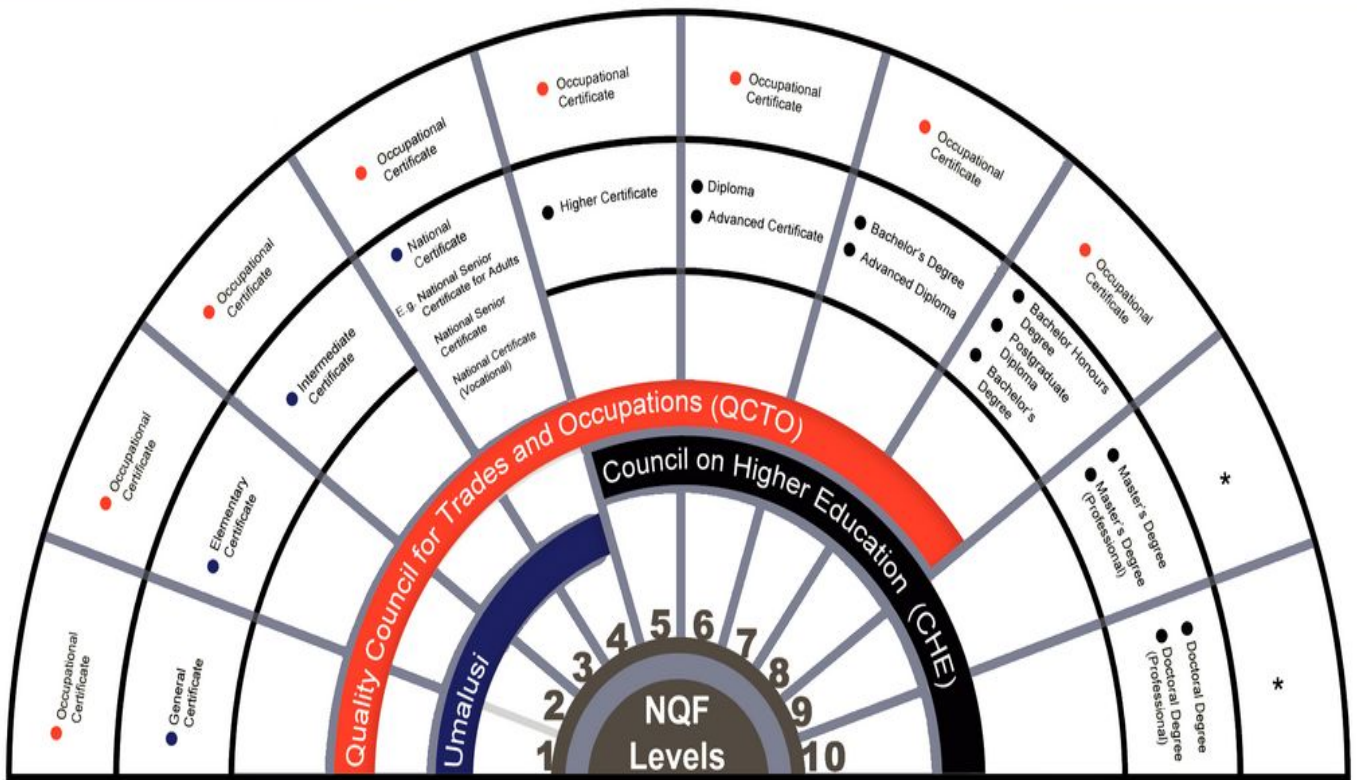 Occupational
Certificate
General
Certificate
Occupational
Certificate
Elementary
Certificate
Occupational
Certificate
Intermediate
Certificate
Occupational
Certificate
National
Certificate
E.g. National Senior
Certificate for Adults
National Senior
Certificate
National Certificate
(Vocational)
Occupational
Certificate
Higher Certificate
Occupational
Certificate
Diploma
Advanced Certificate
Occupational
Certificate
Bachelor's Degree
Advanced Diploma
Occupational
Certificate
Bachelor Honours
Degree
Postgraduate
Diploma
Bachelor's
Degree
*
Master's Degree
Master's Degree
(Professional)
*
Doctoral Degree
Doctoral Degree
(Professional)
Quality Council for Trades and Occupations (QCTO)
Council on Higher Education (CHE)
Umalusi
1
2
3
4
5
6
7
8
9
10
NQF
Levels